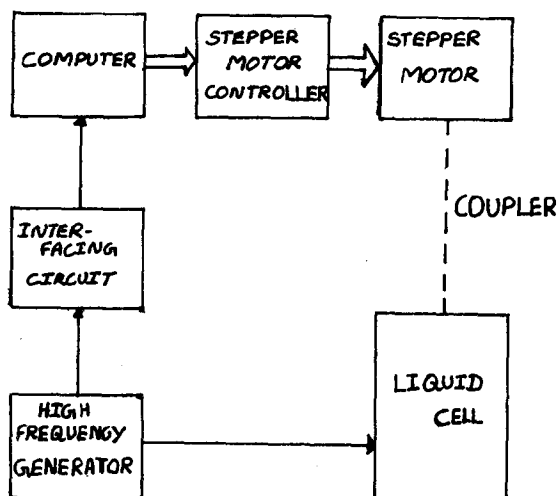 COMPUTER
STEPPER
MOTOR
CONTROLLER
STEPPER
MOTOR
COUPLER
INTER-
FACING
CIRCUIT
HIGH
FREQUENCY
GENERATOR
LIQUID
CELL